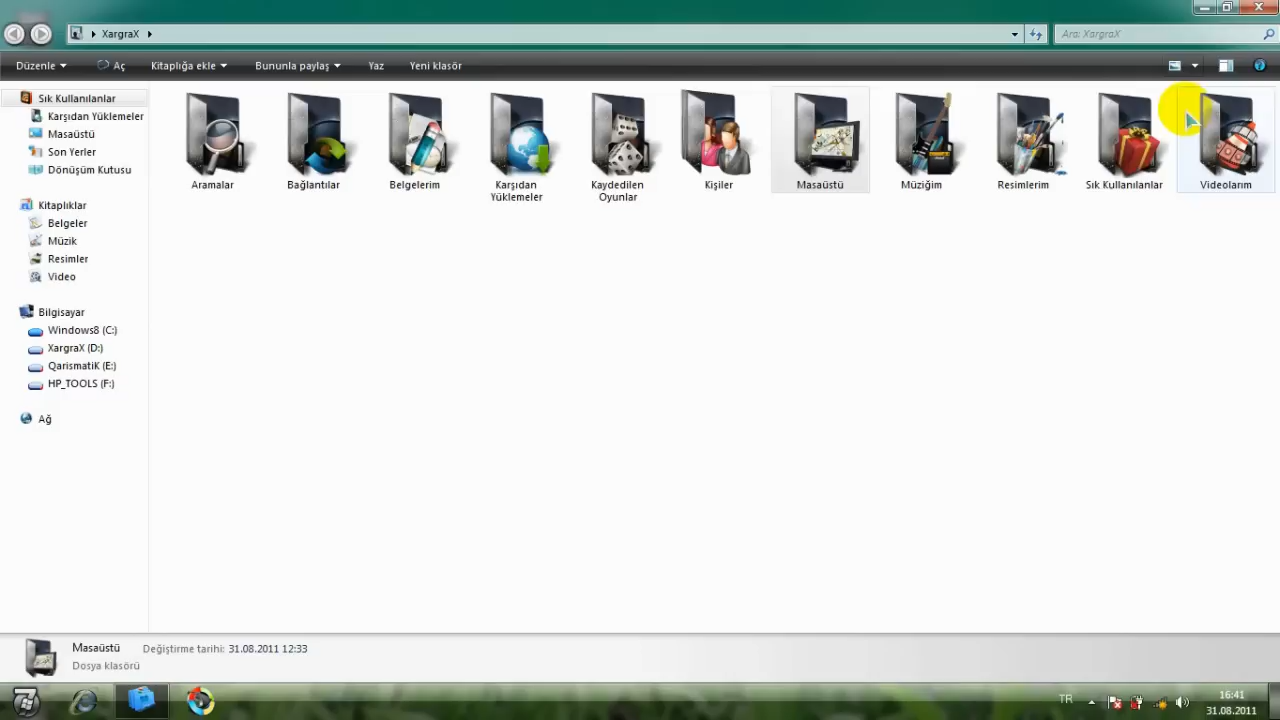 XargraX
Ara: XargraX
Düzenle
Aç
Kitaplığa ekle
Bununla paylaş
Yaz
Yeni klasör
Sık Kullanılanlar
Karşıdan Yüklemeler
Masaüstü
Son Yerler
Dönüşüm Kutusu
Kitaplıklar
Belgeler
Müzik
Resimler
Video
Bilgisayar
Windows8 (C:)
XargraX (D:)
QarismatiK (E:)
HP_TOOLS (F:)
Ağ
Aramalar
Bağlantılar
Belgelerim
Karşıdan
Yüklemeler
Kaydedilen
Oyunlar
Kişiler
Masaüstü
Müziğim
Resimlerim
Sık Kullanılanlar
Videolarım
Masaüstü
Değiştirme tarihi: 31.08.2011 12:33
Dosya klasörü
TR
16:41
31.08.2011